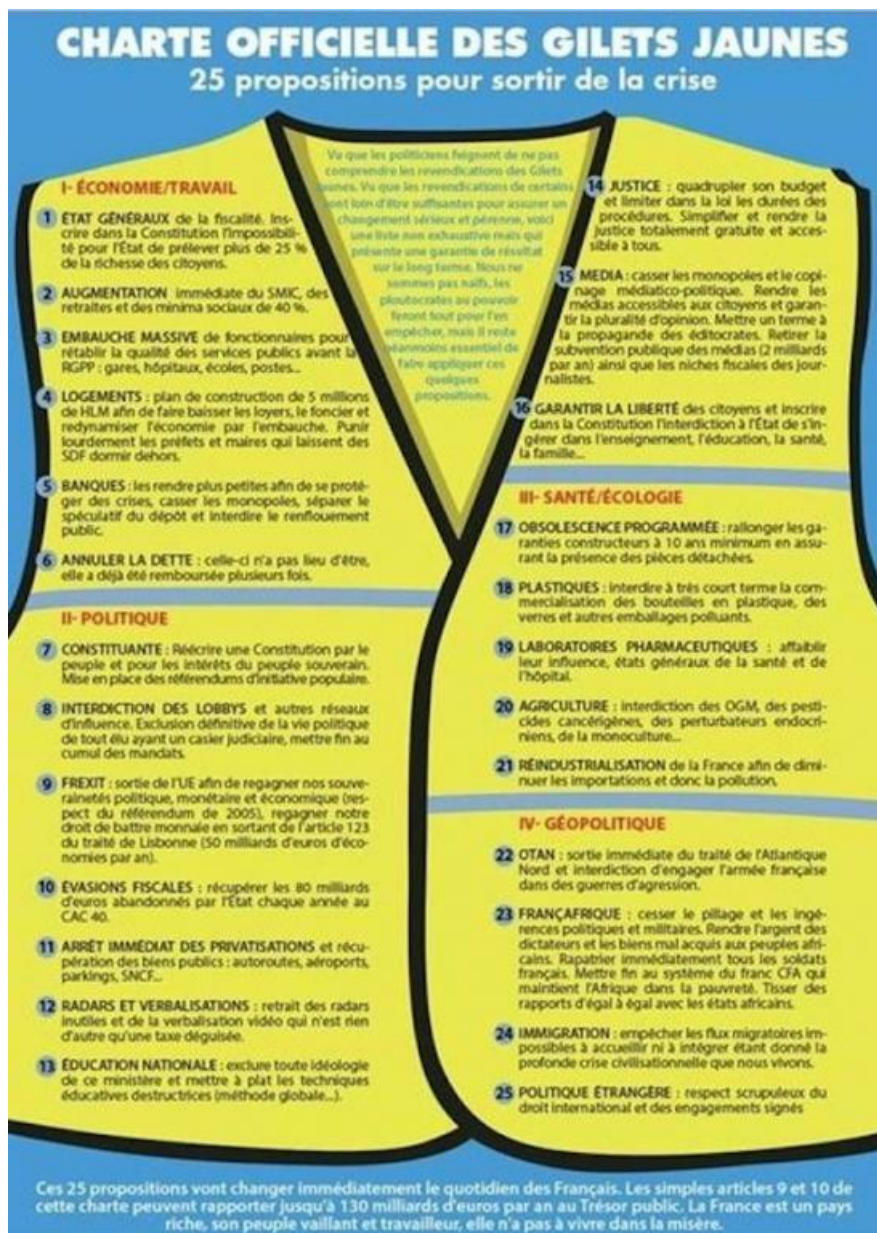 CHARTE OFFICIELLE DES GILETS JAUNES
25 propositions pour sortir de la crise
Vu que les politiciens feignent de ne pas
comprendre les revendications des Gilets
Jaunes. Vu que les revendications de certains
sont loin d'être suffisantes pour assurer un
changement sérieux et pérenne, voici
une liste non exhaustive mais qui
présente une garantie de résultat
sur le long terme. Nous ne
sommes pas naïfs, les
ploutocrates au pouvoir
feront tout pour l'en
empêcher, mais il reste
néanmoins essentiel de
faire appliquer ces
quelques
propositions.
I- ÉCONOMIE/TRAVAIL
1 ÉTAT GÉNÉRAUX de la fiscalité. Ins-
crire dans la Constitution l'impossibili-
té pour l'État de prélever plus de 25 %
de la richesse des citoyens.
2 AUGMENTATION immédiate du SMIC, des
retraites et des minima sociaux de 40 %.
3 EMBAUCHE MASSIVE de fonctionnaires pour
rétablir la qualité des services publics avant la
RGPP : gares, hôpitaux, écoles, postes...
4 LOGEMENTS : plan de construction de 5 millions
de HLM afin de faire baisser les loyers, le foncier et
redynamiser l'économie par l'embauche. Punir
lourdement les préfets et maires qui laissent des
SDF dormir dehors.
5 BANQUES : les rendre plus petites afin de se proté-
ger des crises, casser les monopoles, séparer le
spéculatif du dépôt et interdire le renflouement
public.
6 ANNULER LA DETTE : celle-ci n'a pas lieu d'être,
elle a déjà été remboursée plusieurs fois.
II- POLITIQUE
7 CONSTITUANTE : Réécrire une Constitution par le
peuple et pour les intérêts du peuple souverain.
Mise en place des référendums d'initiative populaire.
8 INTERDICTION DES LOBBYS et autres réseaux
d'influence. Exclusion définitive de la vie politique
de tout élu ayant un casier judiciaire, mettre fin au
cumul des mandats.
9 FREXIT : sortie de l'UE afin de regagner nos souve-
rainetés politique, monétaire et économique (res-
pect du référendum de 2005), regagner notre
droit de battre monnaie en sortant de l'article 123
du traité de Lisbonne (50 milliards d'euros d'éco-
nomies par an).
10 ÉVASIONS FISCALES : récupérer les 80 milliards
d'euros abandonnés par l'État chaque année au
CAC 40.
11 ARRÊT IMMÉDIAT DES PRIVATISATIONS et récu-
pération des biens publics : autoroutes, aéroports,
parkings, SNCF...
12 RADARS ET VERBALISATIONS : retrait des radars
inutiles et de la verbalisation vidéo qui n'est rien
d'autre qu'une taxe déguisée.
13 ÉDUCATION NATIONALE : exclure toute idéologie
de ce ministère et mettre à plat les techniques
éducatives destructrices (méthode globale...).
14 JUSTICE : quadrupler son budget
et limiter dans la loi les durées des
procédures. Simplifier et rendre la
justice totalement gratuite et acces-
sible à tous.
15 MEDIA : casser les monopoles et le copi-
nage médiatico-politique. Rendre les
médias accessibles aux citoyens et garan-
tir la pluralité d'opinion. Mettre un terme à
la propagande des éditocrates. Retirer la
subvention publique des médias (2 milliards
par an) ainsi que les niches fiscales des jour-
nalistes.
16 GARANTIR LA LIBERTÉ des citoyens et inscrire
dans la Constitution l'interdiction à l'État de s'in-
gérer dans l'enseignement, l'éducation, la santé,
la famille...
III- SANTÉ/ÉCOLOGIE
17 OBSOLESCENCE PROGRAMMÉE : rallonger les ga-
ranties constructeurs à 10 ans minimum en assu-
rant la présence des pièces détachées.
18 PLASTIQUES : interdire à très court terme la com-
mercialisation des bouteilles en plastique, des
verres et autres emballages polluants.
19 LABORATOIRES PHARMACEUTIQUES : affaiblir
leur influence, états généraux de la santé et de
l'hôpital.
20 AGRICULTURE : interdiction des OGM, des pesti-
cides cancérigènes, des perturbateurs endocri-
niens, de la monoculture...
21 RÉINDUSTRIALISATION de la France afin de dimi-
nuer les importations et donc la pollution.
IV- GÉOPOLITIQUE
22 OTAN : sortie immédiate du traité de l'Atlantique
Nord et interdiction d'engager l'armée française
dans des guerres d'agression.
23 FRANÇAFRIQUE : cesser le pillage et les ingé-
rences politiques et militaires. Rendre l'argent des
dictateurs et les biens mal acquis aux peuples afri-
cains. Rapatrier immédiatement tous les soldats
français. Mettre fin au système du franc CFA qui
maintient l'Afrique dans la pauvreté. Tisser des
rapports d'égal à égal avec les états africains.
24 IMMIGRATION : empêcher les flux migratoires im-
possibles à accueillir ni à intégrer étant donné la
profonde crise civilisationnelle que nous vivons.
25 POLITIQUE ÉTRANGÈRE : respect scrupuleux du
droit international et des engagements signés
Ces 25 propositions vont changer immédiatement le quotidien des Français. Les simples articles 9 et 10 de
cette charte peuvent rapporter jusqu'à 130 milliards d'euros par an au Trésor public. La France est un pays
riche, son peuple vaillant et travailleur, elle n'a pas à vivre dans la misère.